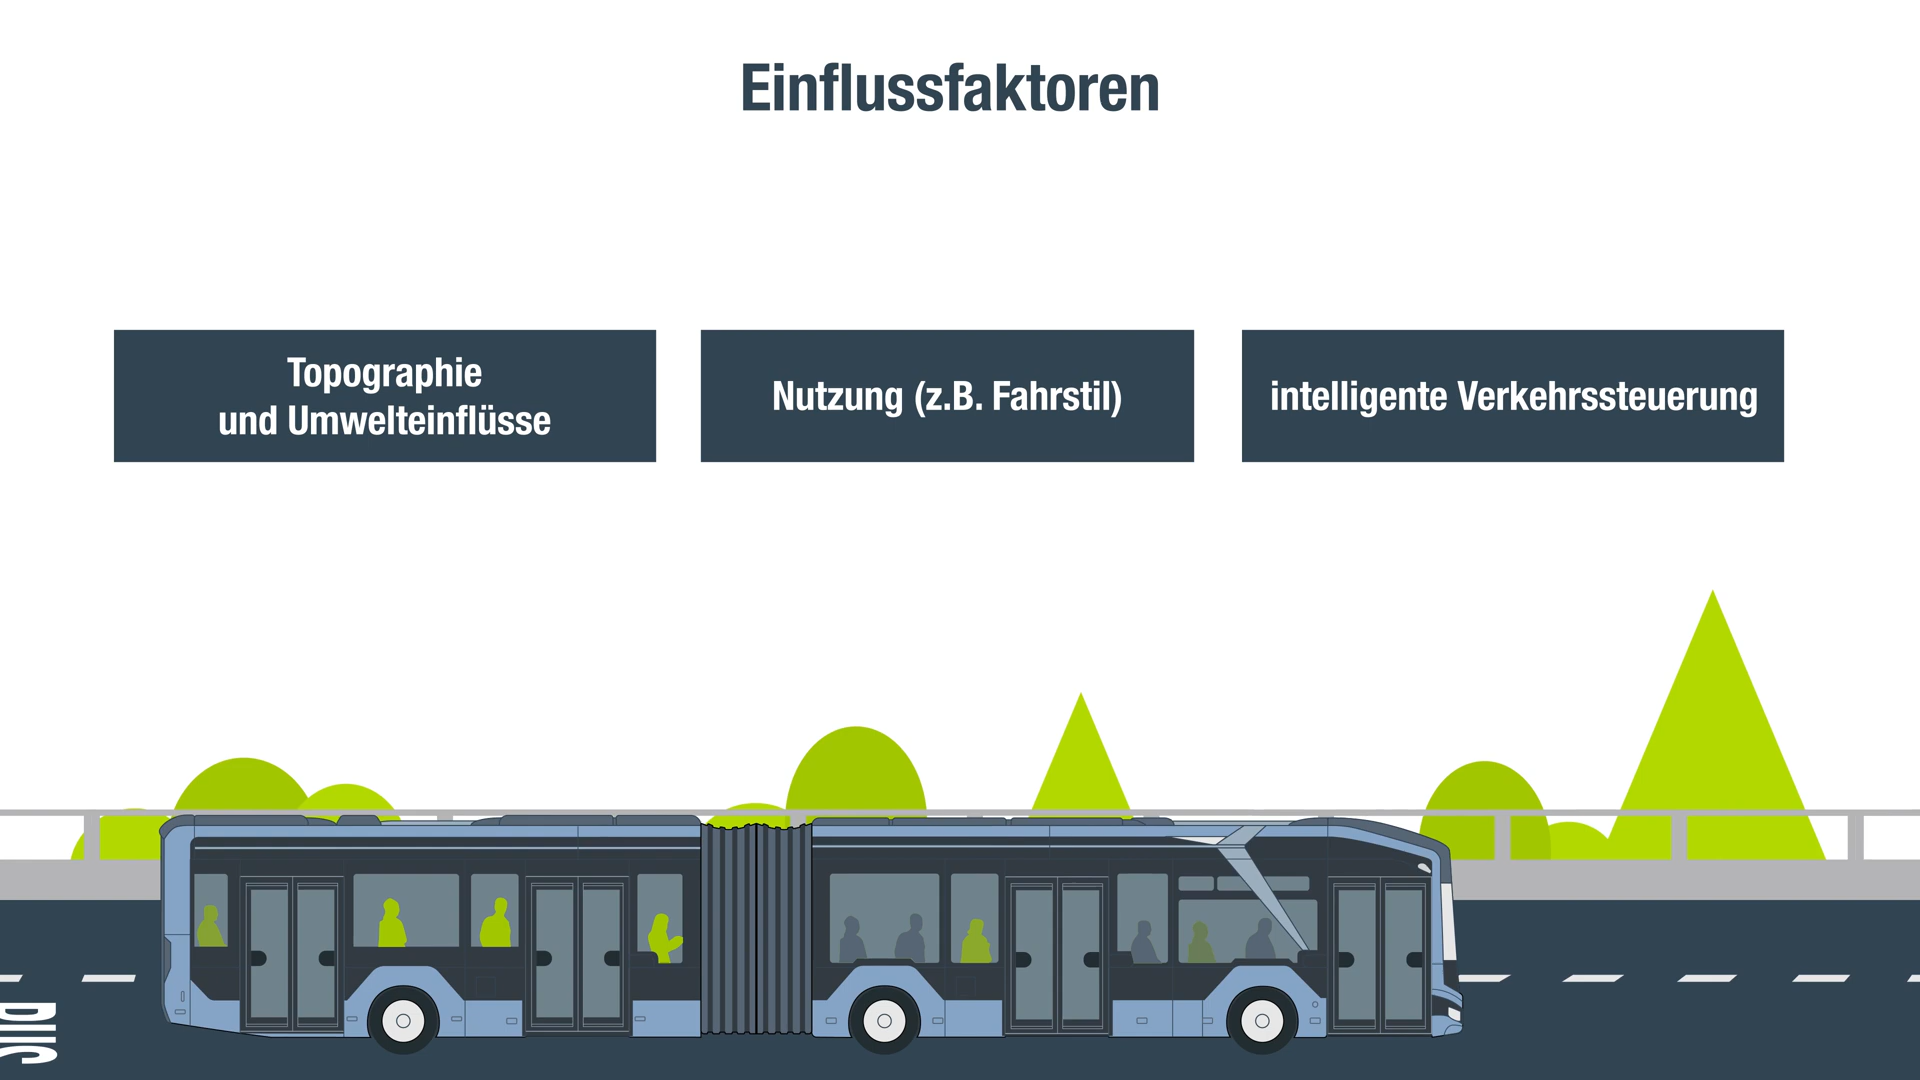 Einflussfaktoren
Topographie
und Umwelteinflüsse
Nutzung (z.B. Fahrstil)
intelligente Verkehrssteuerung